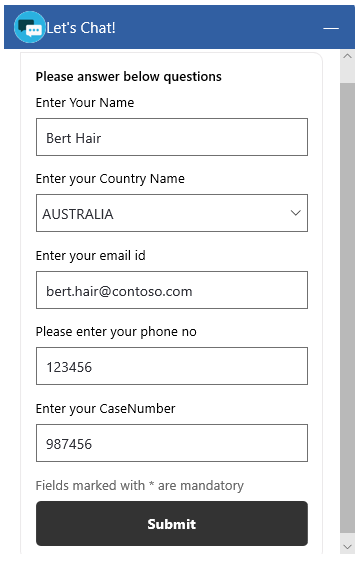 Let's Chat!
Please answer below questions
Enter Your Name
Bert Hair
Enter your Country Name
AUSTRALIA
Enter your email id
bert.hair@contoso.com
Please enter your phone no
123456
Enter your CaseNumber
987456
Fields marked with * are mandatory
Submit